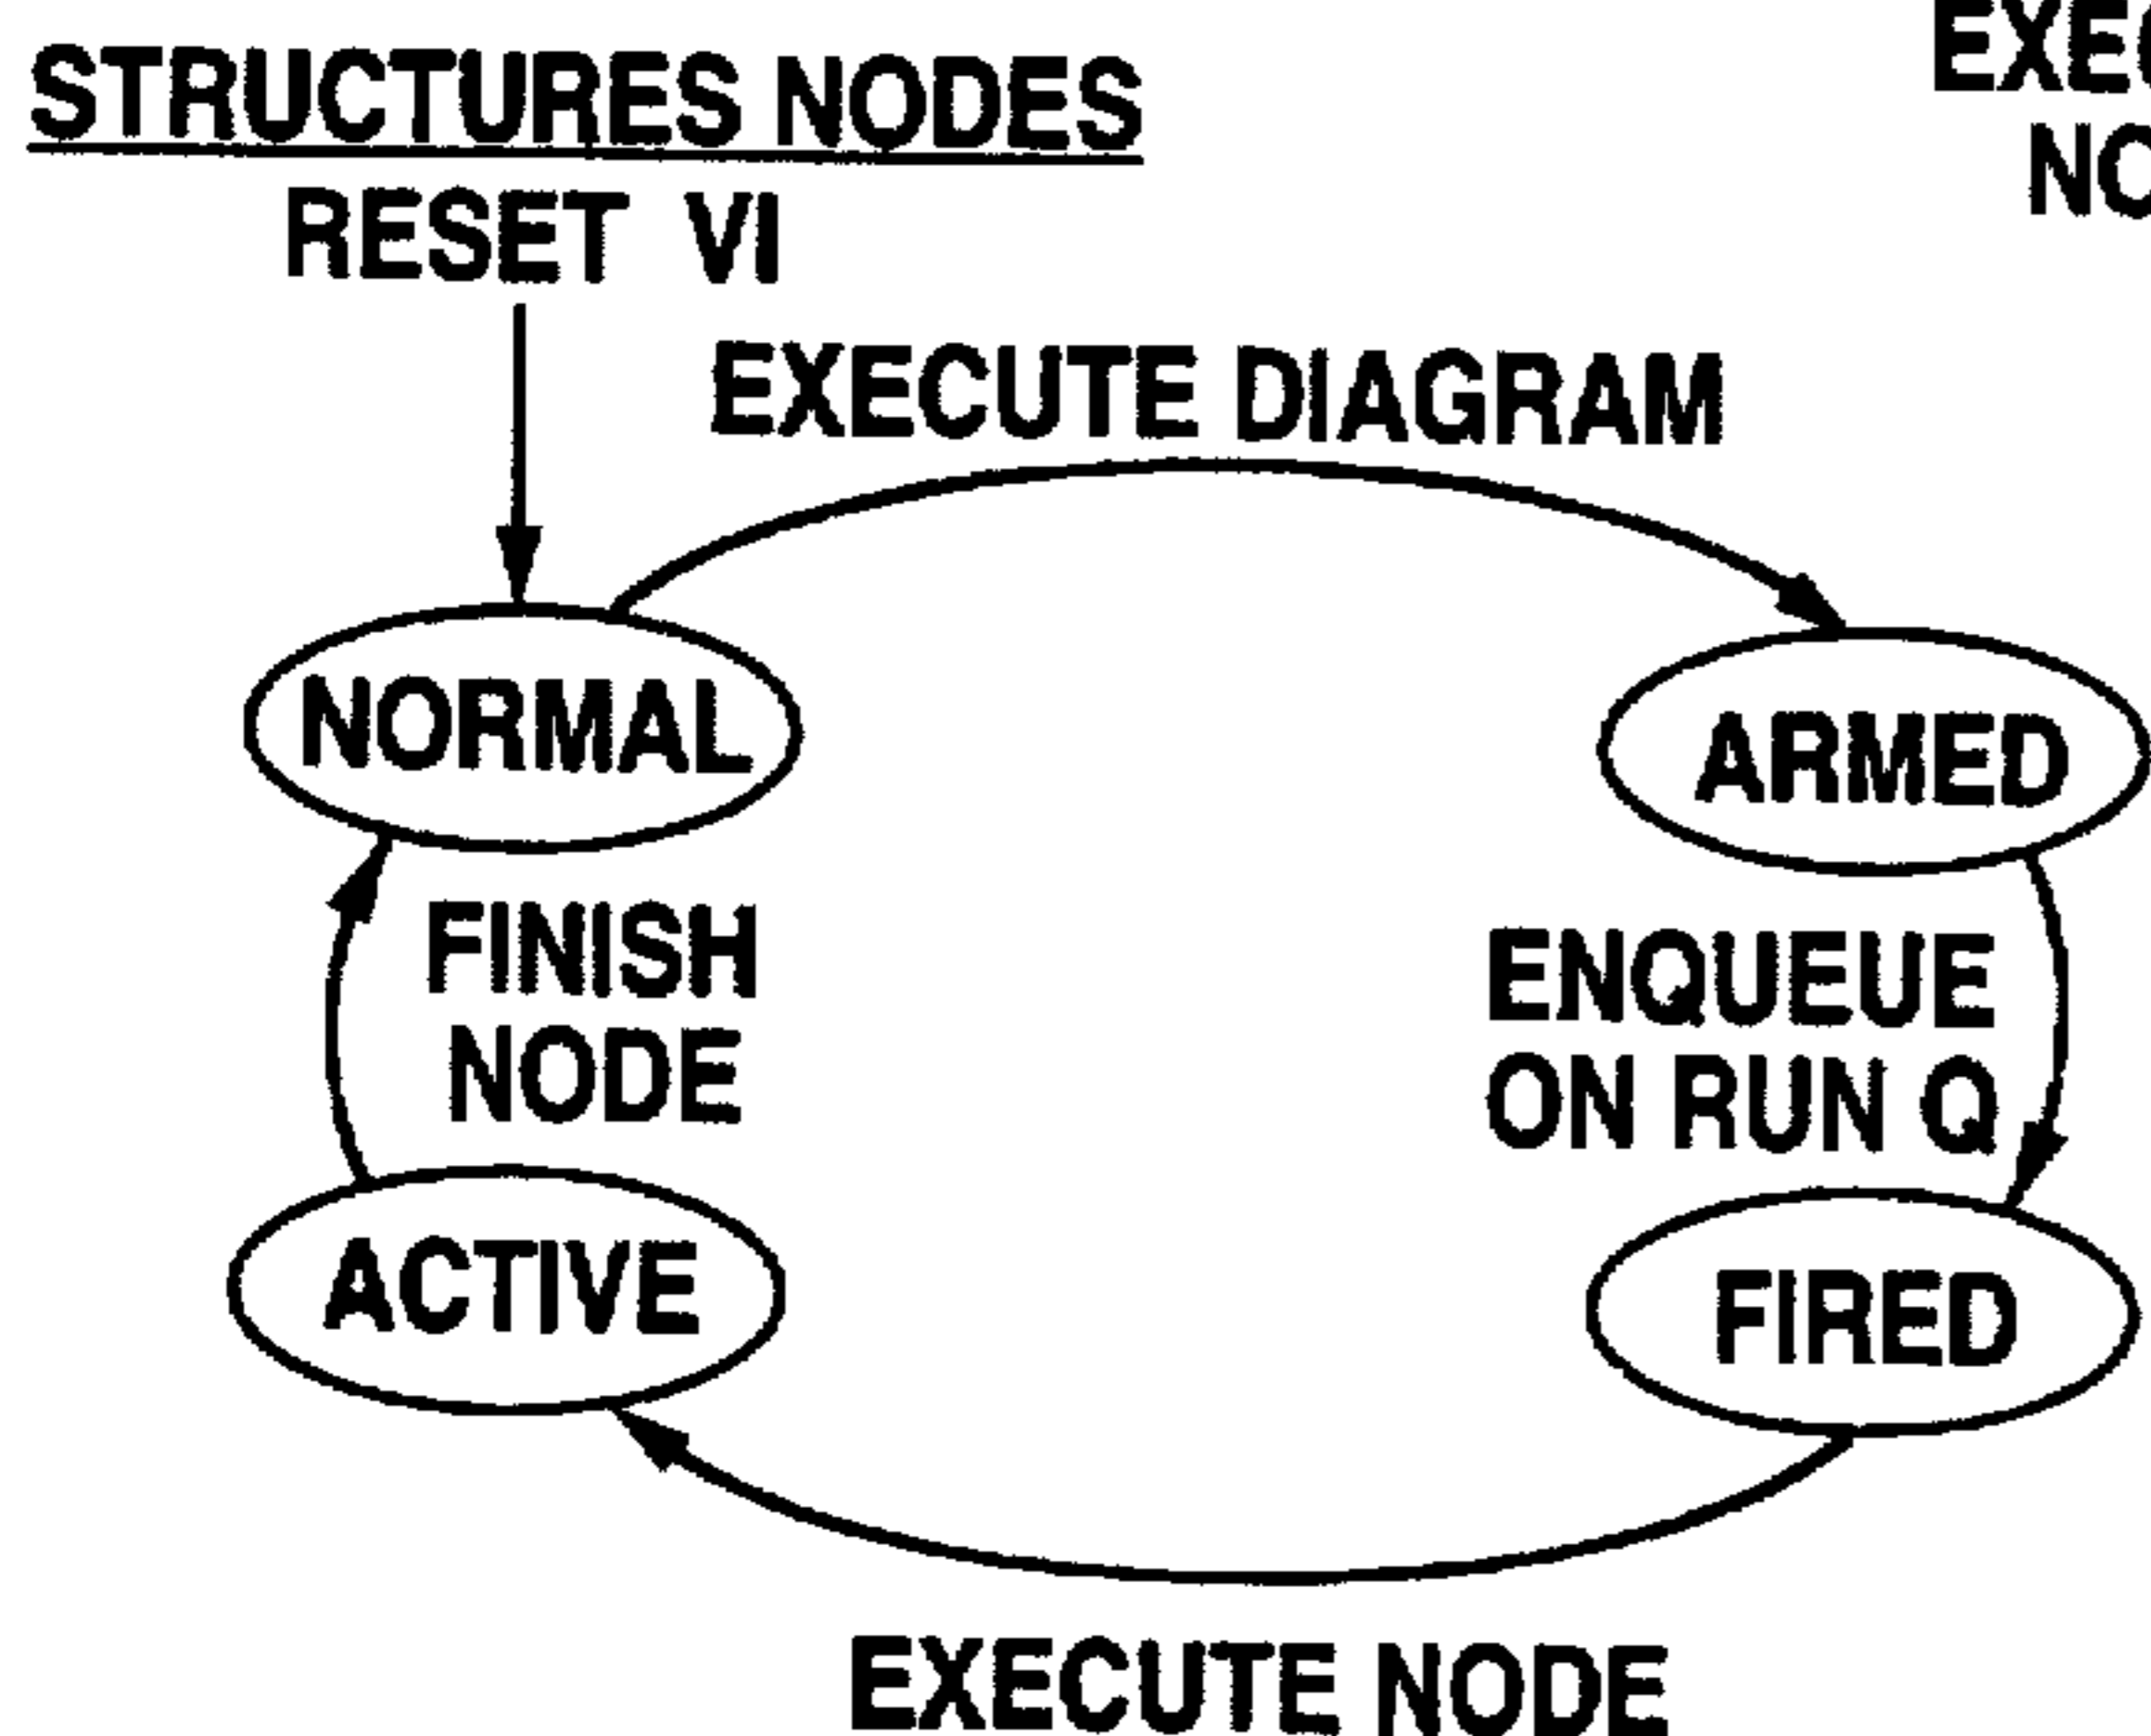 STRUCTURES NODES
RESET VI
EXECUTE DIAGRAM
NORMAL
ARMED
FINISH
NODE
ENQUEUE
ON RUN Q
ACTIVE
FIRED
EXECUTE NODE